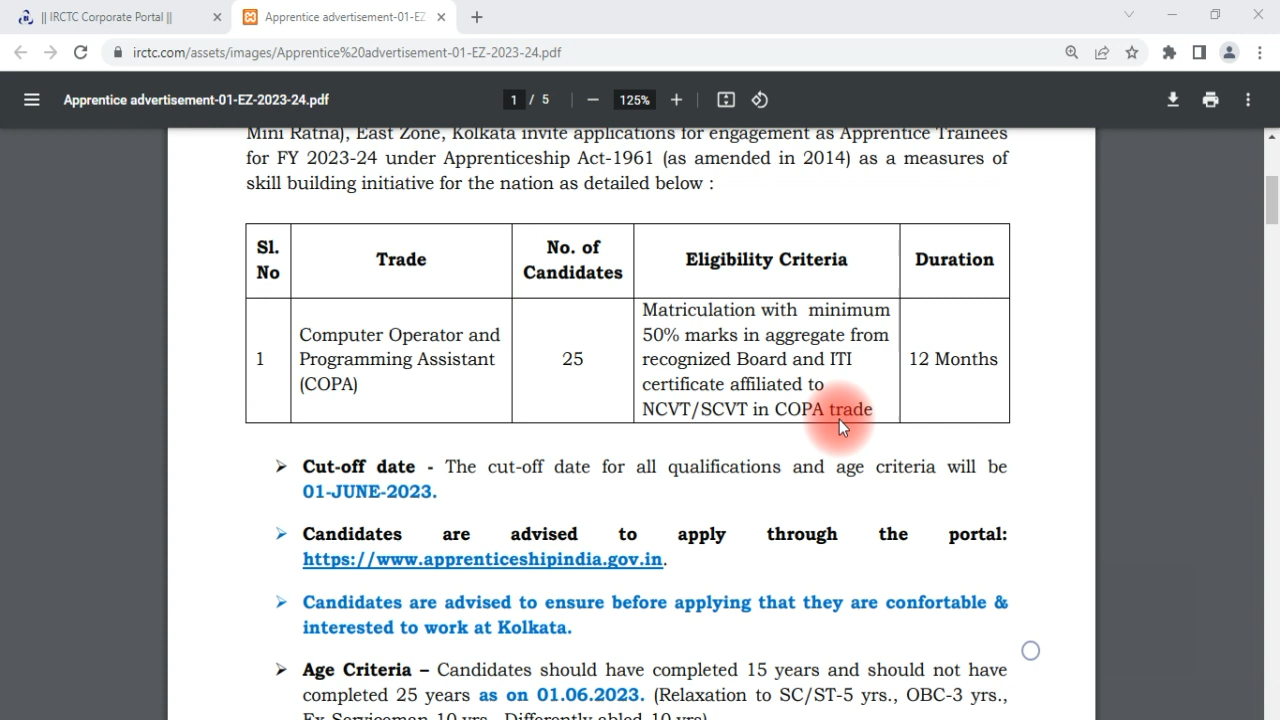 || IRCTC Corporate Portal ||
Apprentice advertisement-01-EZ
irctc.com/assets/images/Apprentice%20advertisement-01-EZ-2023-24.pdf
Apprentice advertisement-01-EZ-2023-24.pdf
1 / 5
125%
Mini Ratna), East Zone, Kolkata invite applications for engagement as Apprentice Trainees
for FY 2023-24 under Apprenticeship Act-1961 (as amended in 2014) as a measures of
skill building initiative for the nation as detailed below :
Sl.
No
Trade
No. of
Candidates
Eligibility Criteria
Duration
1
Computer Operator and
Programming Assistant
(COPA)
25
Matriculation with minimum
50% marks in aggregate from
recognized Board and ITI
certificate affiliated to
NCVT/SCVT in COPA trade
12 Months
➢ Cut-off date - The cut-off date for all qualifications and age criteria will be
01-JUNE-2023.
➢ Candidates are advised to apply through the portal:
https://www.apprenticeshipindia.gov.in.
➢ Candidates are advised to ensure before applying that they are confortable &
interested to work at Kolkata.
➢ Age Criteria – Candidates should have completed 15 years and should not have
completed 25 years as on 01.06.2023. (Relaxation to SC/ST-5 yrs., OBC-3 yrs.,
Ex-Serviceman-10 yrs., Differently abled-10 yrs)